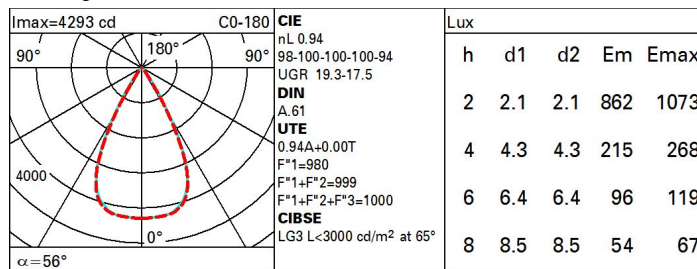 Imax=4293 cd C0-180
90° 180° 90°
4000
0°
α=56°
CIE
nL 0.94
98-100-100-100-94
UGR 19.3-17.5
DIN
A.61
UTE
0.94A+0.00T
F"1=980
F"1+F"2=999
F"1+F"2+F"3=1000
CIBSE
LG3 L<3000 cd/m² at 65°
Lux
h d1 d2 Em Emax
2 2.1 2.1 862 1073
4 4.3 4.3 215 268
6 6.4 6.4 96 119
8 8.5 8.5 54 67